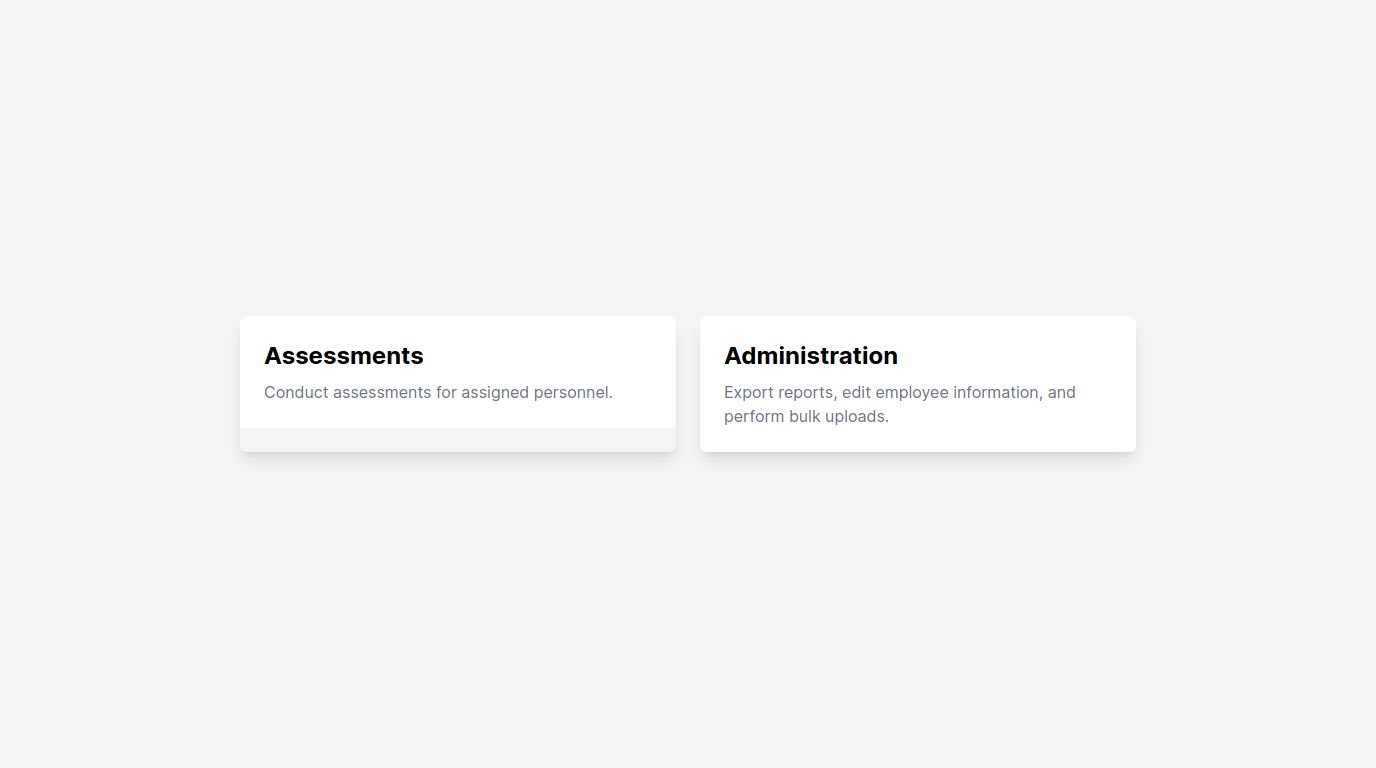 Assessments
Conduct assessments for assigned personnel.
Administration
Export reports, edit employee information, and
perform bulk uploads.